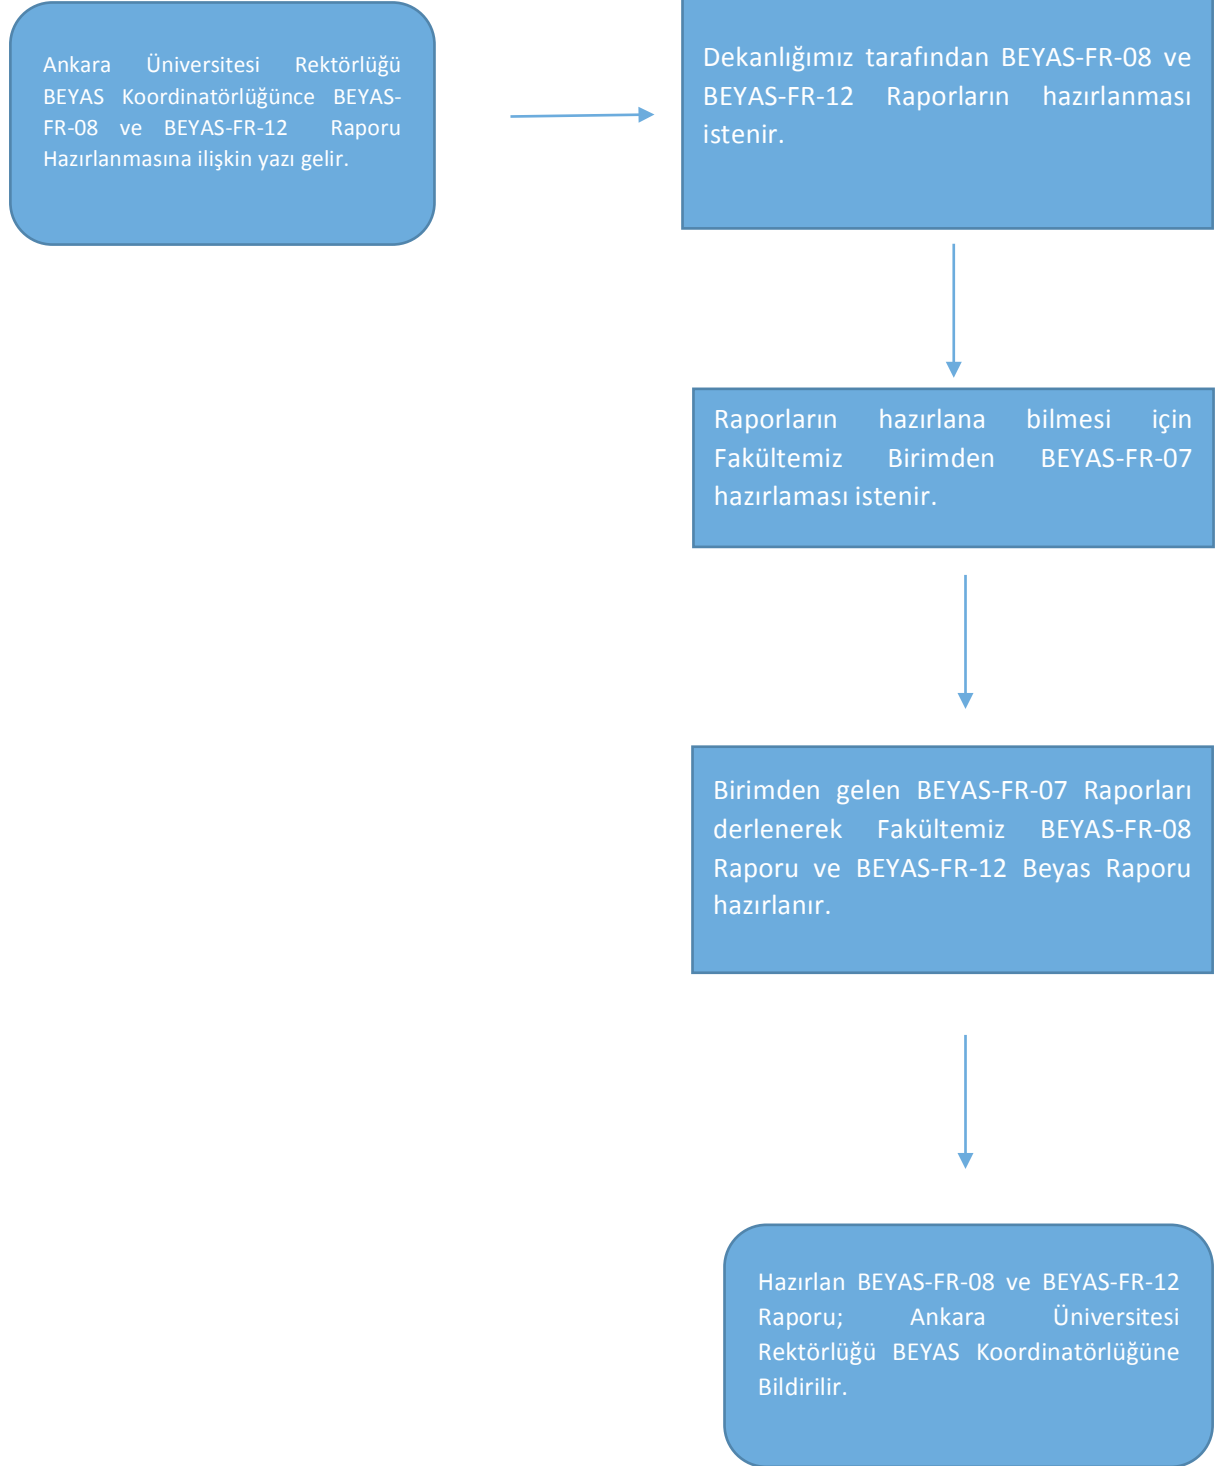 Ankara Üniversitesi Rektörlüğü
BEYAS Koordinatörlüğünce BEYAS-
FR-08 ve BEYAS-FR-12 Raporu
Hazırlanmasına ilişkin yazı gelir.
Dekanlığımız tarafından BEYAS-FR-08 ve
BEYAS-FR-12 Raporların hazırlanması
istenir.
Raporların hazırlana bilmesi için
Fakültemiz Birimden BEYAS-FR-07
hazırlaması istenir.
Birimden gelen BEYAS-FR-07 Raporları
derlenerek Fakültemiz BEYAS-FR-08
Raporu ve BEYAS-FR-12 Beyas Raporu
hazırlanır.
Hazırlan BEYAS-FR-08 ve BEYAS-FR-12
Raporu; Ankara Üniversitesi
Rektörlüğü BEYAS Koordinatörlüğüne
Bildirilir.